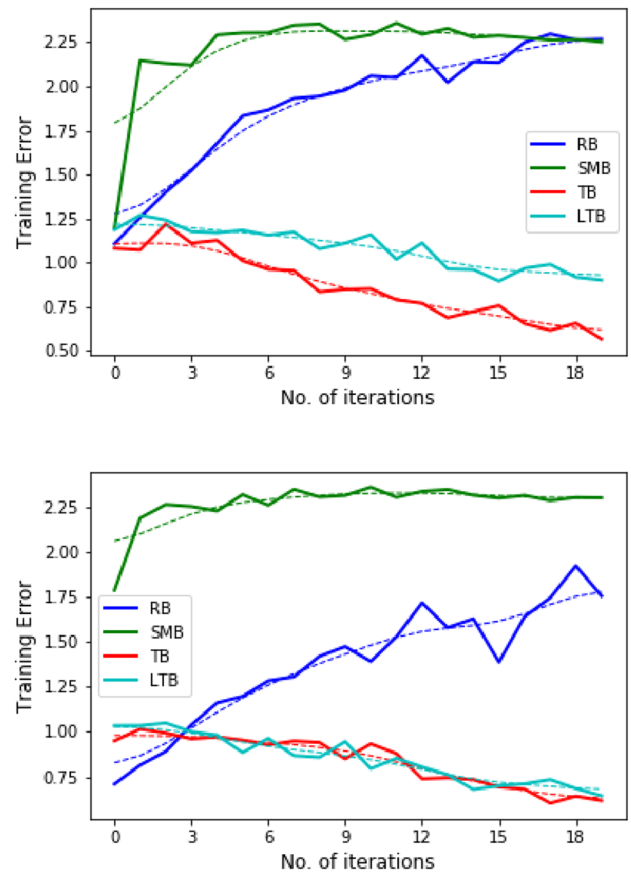 2.25
2.00
1.75
1.50
1.25
1.00
0.75
0.50
Training Error
RB
SMB
TB
LTB
0 3 6 9 12 15 18
No. of iterations
2.25
2.00
1.75
1.50
1.25
1.00
0.75
Training Error
RB
SMB
TB
LTB
0 3 6 9 12 15 18
No. of iterations